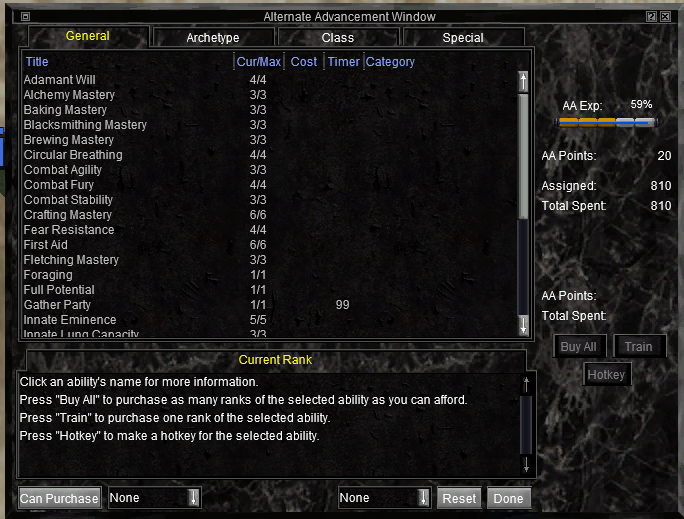 Alternate Advancement Window
General Archetype Class Special
Title Cur/Max Cost Timer Category
Adamant Will 4/4
Alchemy Mastery 3/3
Baking Mastery 3/3
Blacksmithing Mastery 3/3
Brewing Mastery 3/3
Circular Breathing 4/4
Combat Agility 3/3
Combat Fury 4/4
Combat Stability 3/3
Crafting Mastery 6/6
Fear Resistance 4/4
First Aid 6/6
Fletching Mastery 3/3
Foraging 1/1
Full Potential 1/1
Gather Party 1/1 99
Innate Eminence 5/5
Innate Lung Capacity 3/3
AA Exp: 59%
AA Points: 20
Assigned: 810
Total Spent: 810
AA Points:
Total Spent:
Buy All Train
Hotkey
Current Rank
Click an ability's name for more information.
Press "Buy All" to purchase as many ranks of the selected ability as you can afford.
Press "Train" to purchase one rank of the selected ability.
Press "Hotkey" to make a hotkey for the selected ability.
Can Purchase None None Reset Done